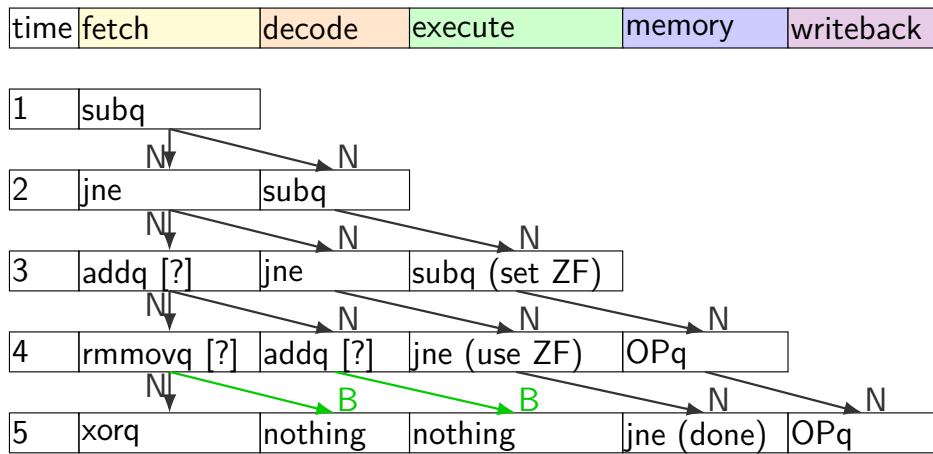 time fetch decode execute memory writeback
1 subq
N N
2 jne subq
N N N
3 addq [?] jne subq (set ZF)
N N N N
4 rmmovq [?] addq [?] jne (use ZF) OPq
N B B N N
5 xorq nothing nothing jne (done) OPq